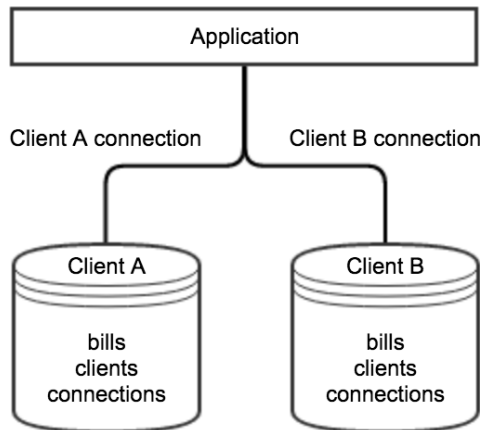 Application
Client A connection
Client B connection
Client A
bills
clients
connections
Client B
bills
clients
connections